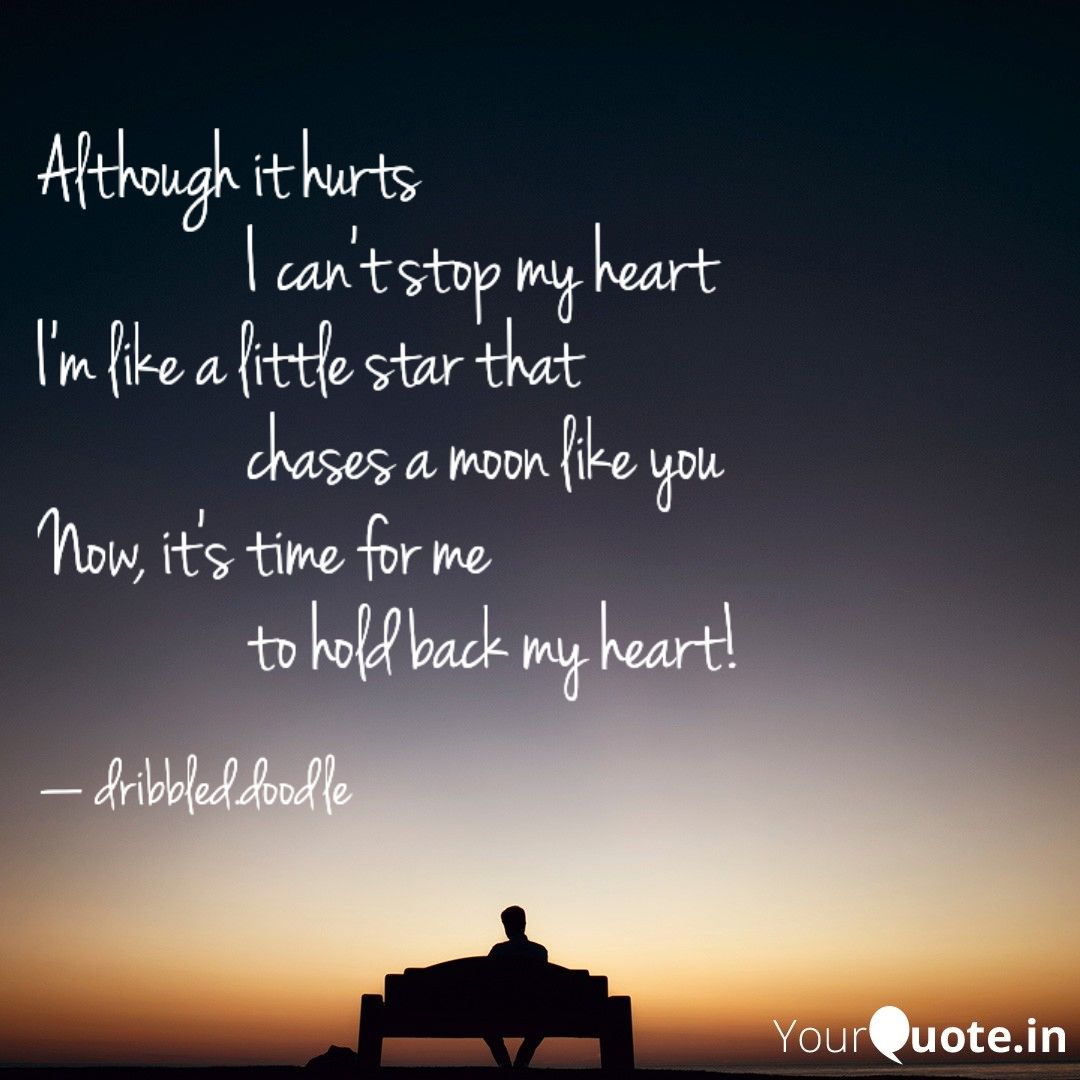 Although it hurts
I can't stop my heart
I'm like a little star that
chases a moon like you
Now, it's time for me
to hold back my heart!
— dribbled.doodle
YourQuote.in